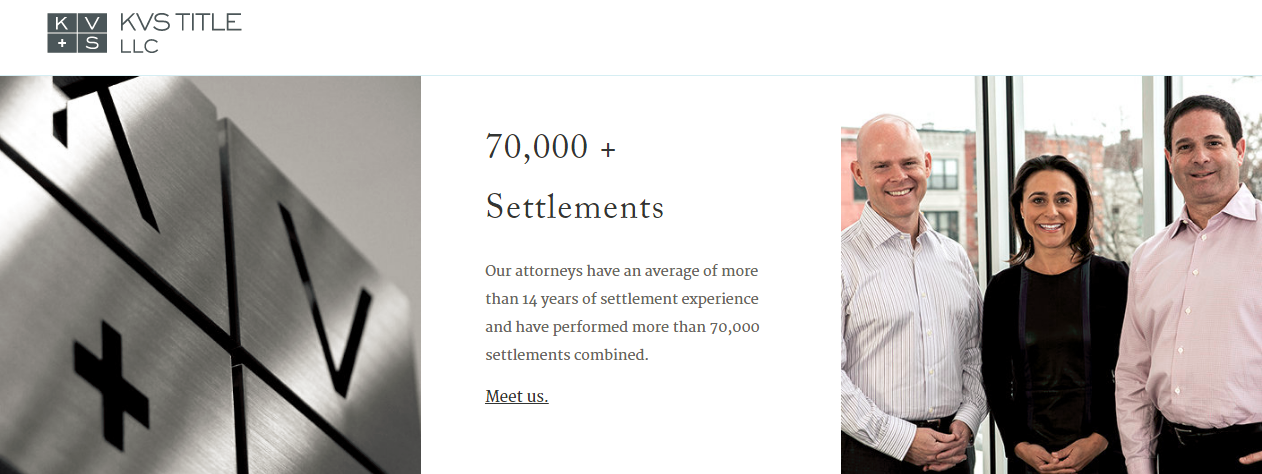 K V
+ S
KVS TITLE
LLC
70,000 +
Settlements
Our attorneys have an average of more
than 14 years of settlement experience
and have performed more than 70,000
settlements combined.
Meet us.
K V
+